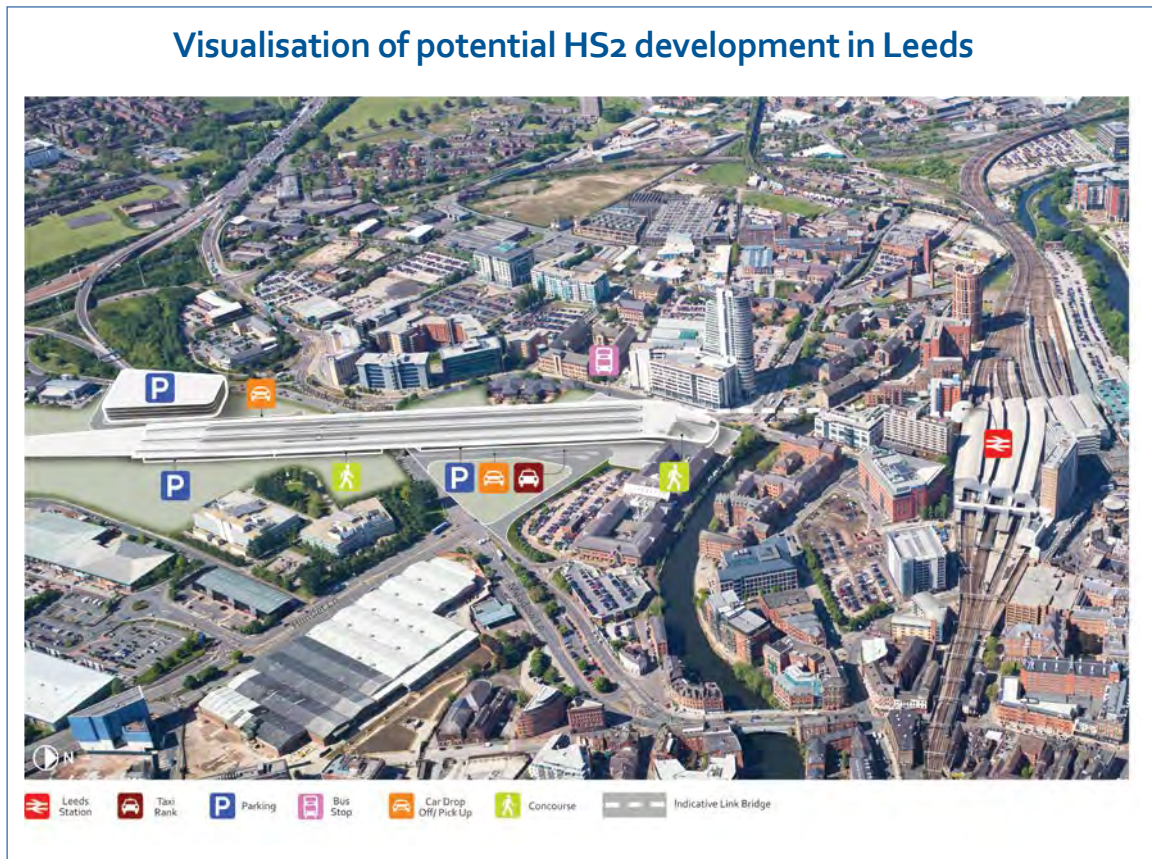 Visualisation of potential HS2 development in Leeds
P
P
P
N
Leeds
Station
Taxi
Rank
P
Parking
Bus
Stop
Car Drop
Off/ Pick Up
Concourse
Indicative Link Bridge